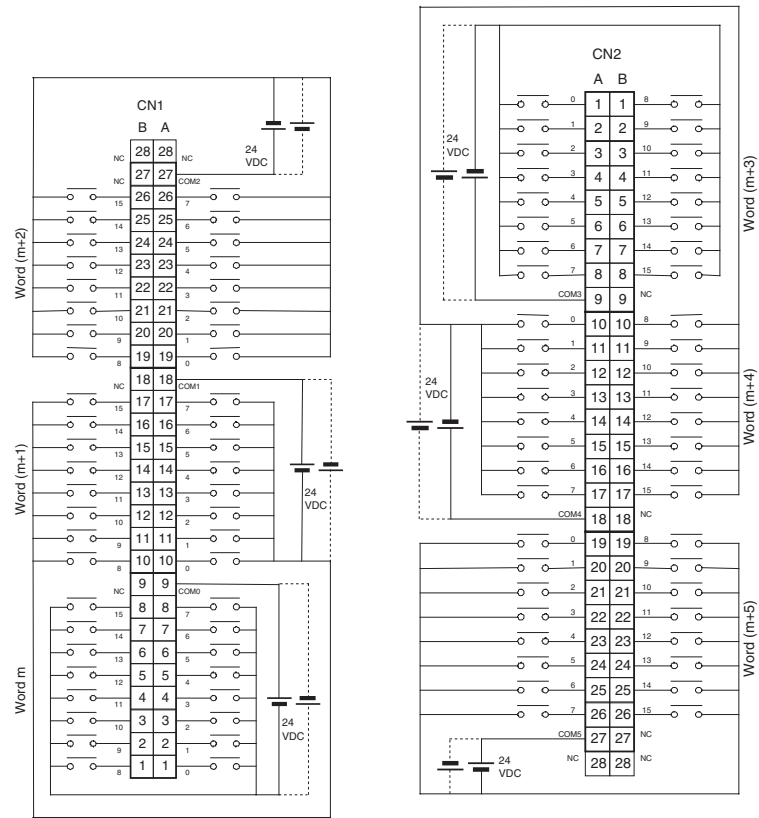 CN1
B A
24
VDC
NC 28 28 NC
NC 27 27 COM2
15 26 26 7
14 25 25 6
13 24 24 5
12 23 23 4
11 22 22 3
10 21 21 2
9 20 20 1
8 19 19 0
Word (m+2)
NC 18 18 COM1
15 17 17 7
14 16 16 6
13 15 15 5
12 14 14 4
11 13 13 3
10 12 12 2
9 11 11 1
8 10 10 0
Word (m+1)
24
VDC
NC 9 9 COM0
15 8 8 7
14 7 7 6
13 6 6 5
12 5 5 4
11 4 4 3
10 3 3 2
9 2 2 1
8 1 1 0
Word m
24
VDC
CN2
A B
0 1 1 8
1 2 2 9
2 3 3 10
3 4 4 11
4 5 5 12
5 6 6 13
6 7 7 14
7 8 8 15
COM3 9 9 NC
24
VDC
Word (m+3)
0 10 10 8
1 11 11 9
2 12 12 10
3 13 13 11
4 14 14 12
5 15 15 13
6 16 16 14
7 17 17 15
COM4 18 18 NC
24
VDC
Word (m+4)
0 19 19 8
1 20 20 9
2 21 21 10
3 22 22 11
4 23 23 12
5 24 24 13
6 25 25 14
7 26 26 15
COM5 27 27 NC
NC 28 28 NC
24
VDC
Word (m+5)